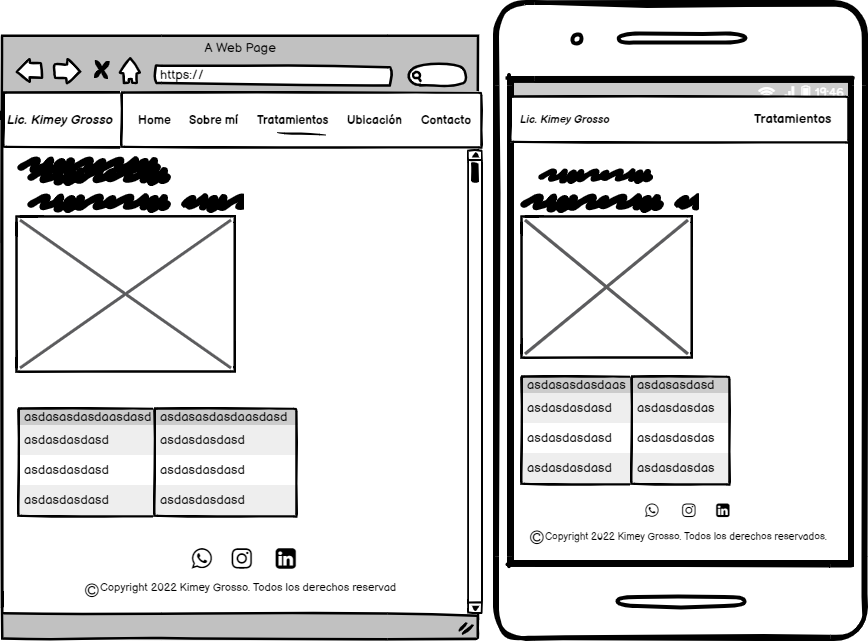 A Web Page
https://
Lic. Kimey Grosso Home Sobre mí Tratamientos Ubicación Contacto
asdasasdasdaasdasd asdasasdasdaasdasd
asdasdasdasd asdasdasdasd
asdasdasdasd asdasdasdasd
asdasdasdasd asdasdasdasd
© Copyright 2022 Kimey Grosso. Todos los derechos reservad
19:46
Lic. Kimey Grosso Tratamientos
asdasasdasdaas asdasasdasd
asdasdasdasd asdasdasdas
asdasdasdasd asdasdasdas
asdasdasdasd asdasdasdas
© Copyright 2022 Kimey Grosso. Todos los derechos reservados.